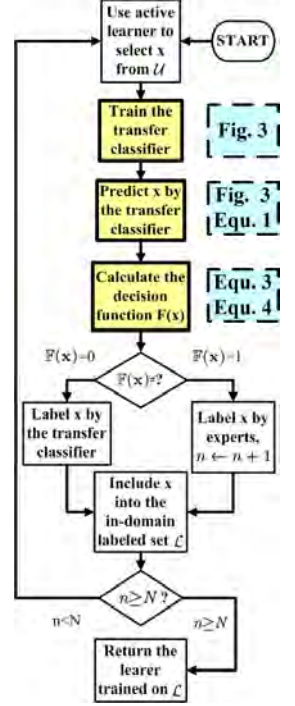 Use active
learner to
select x
from 𝒰
START
Train the
transfer
classifier
Fig. 3
Predict x by
the transfer
classifier
Fig. 3
Equ. 1
Calculate the
decision
function F(x)
Equ. 3
Equ. 4
𝔽(x)=0
𝔽(x)=1
𝔽(x)=?
Label x by
the transfer
classifier
Label x by
experts,
n ← n + 1
Include x
into the
in-domain
labeled set ℒ
n≥N?
n<N
n≥N
Return the
learer
trained on ℒ